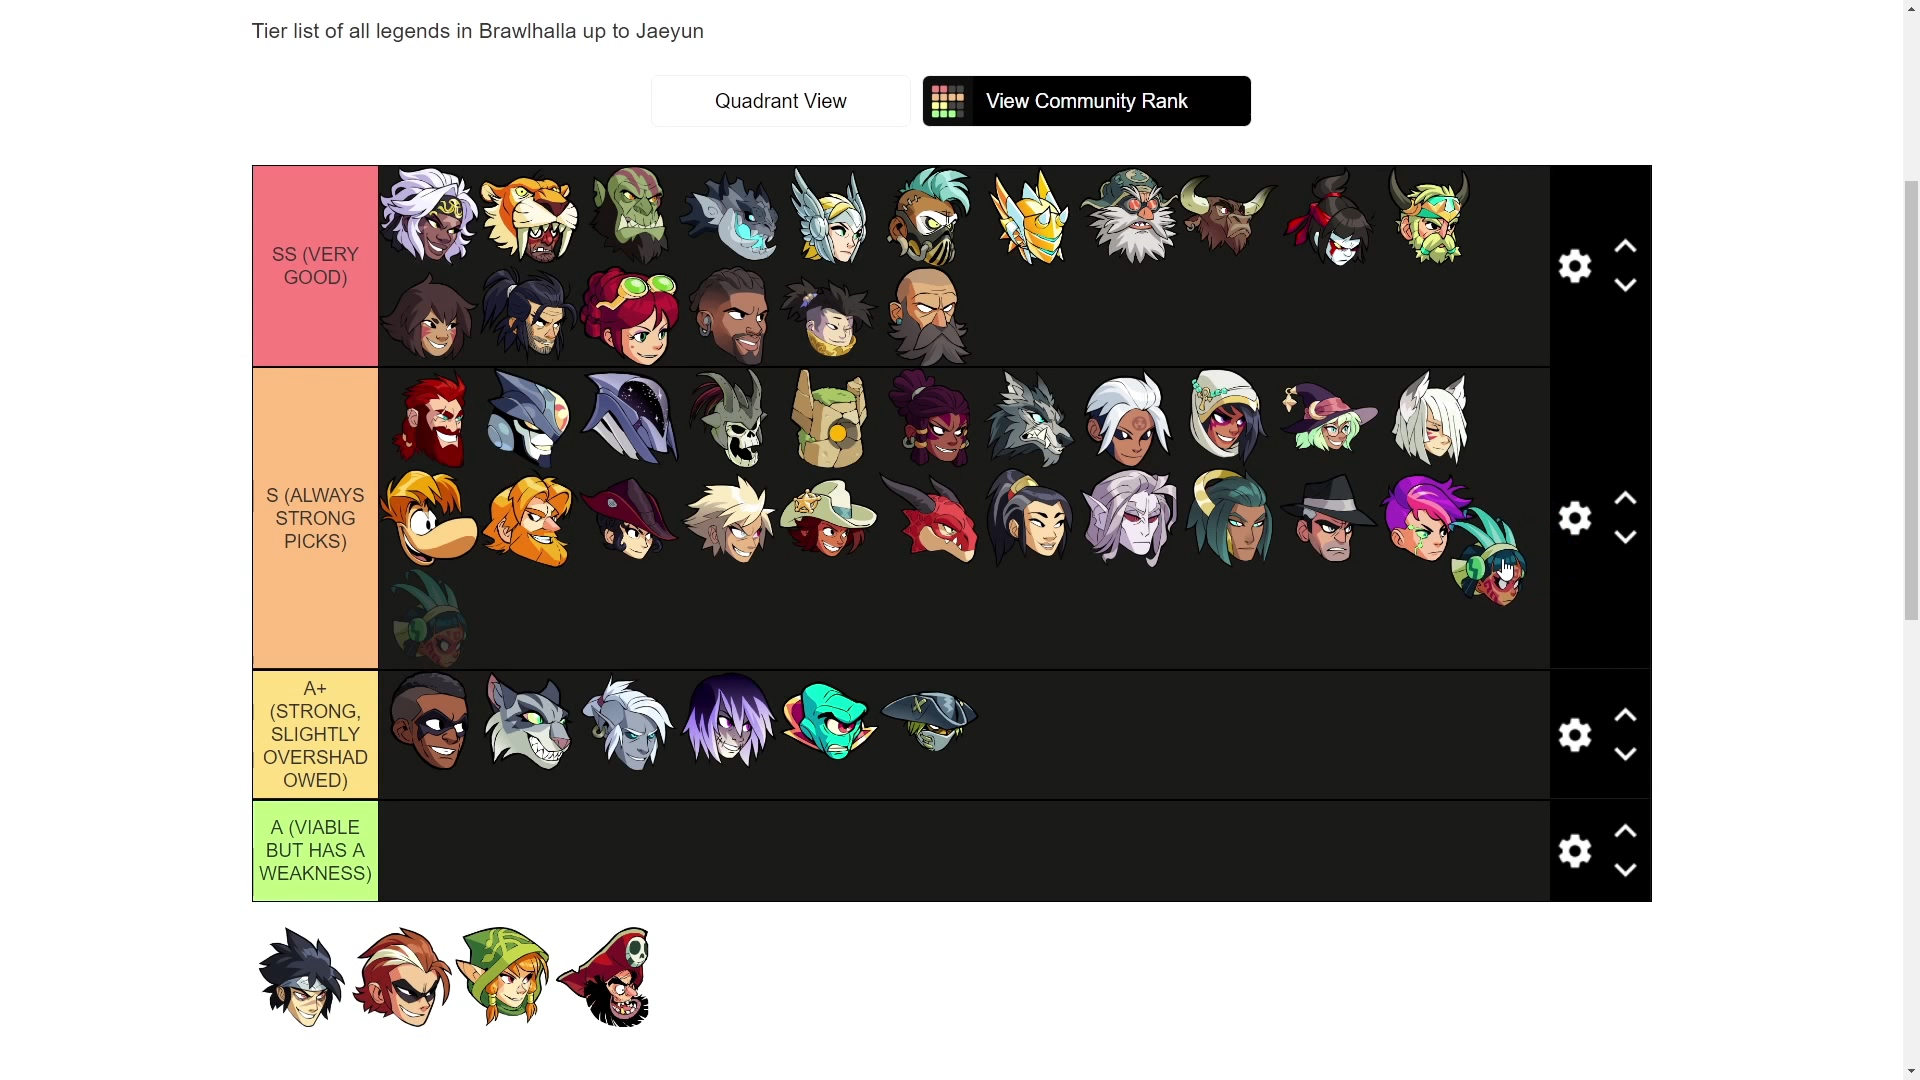 Tier list of all legends in Brawlhalla up to Jaeyun
Quadrant View
View Community Rank
SS (VERY
GOOD)
S (ALWAYS
STRONG
PICKS)
A+
(STRONG,
SLIGHTLY
OVERSHAD
OWED)
A (VIABLE
BUT HAS A
WEAKNESS)